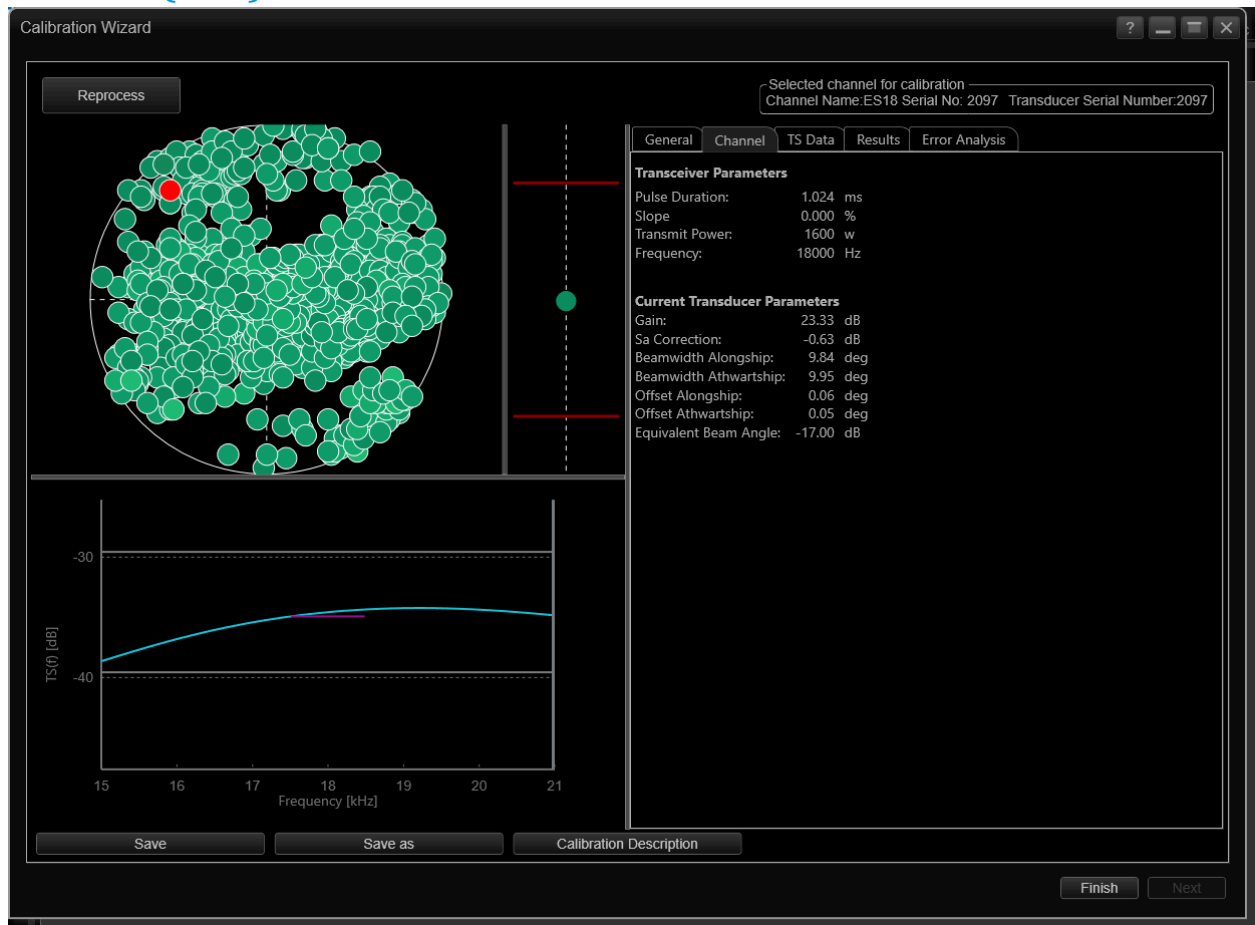 Calibration Wizard
?
Reprocess
Selected channel for calibration
Channel Name:ES18 Serial No: 2097 Transducer Serial Number:2097
General Channel TS Data Results Error Analysis
Transceiver Parameters
Pulse Duration: 1.024 ms
Slope 0.000 %
Transmit Power: 1600 w
Frequency: 18000 Hz
Current Transducer Parameters
Gain: 23.33 dB
Sa Correction: -0.63 dB
Beamwidth Alongship: 9.84 deg
Beamwidth Athwartship: 9.95 deg
Offset Alongship: 0.06 deg
Offset Athwartship: 0.05 deg
Equivalent Beam Angle: -17.00 dB
-30
TS(f) [dB]
-40
15 16 17 18 19 20 21
Frequency [kHz]
Save Save as Calibration Description
Finish Next